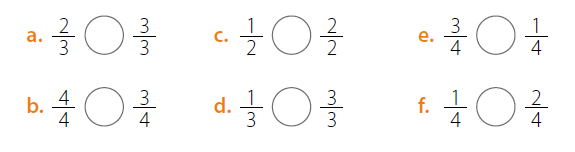 a. 2/3 ◯ 3/3 c. 1/2 ◯ 2/2 e. 3/4 ◯ 1/4
b. 4/4 ◯ 3/4 d. 1/3 ◯ 3/3 f. 1/4 ◯ 2/4